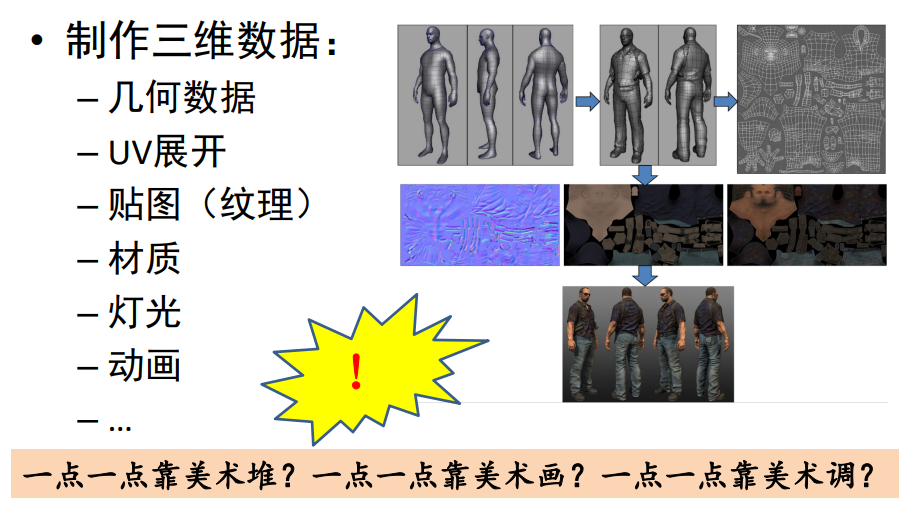 • 制作三维数据：
– 几何数据
– UV展开
– 贴图（纹理）
– 材质
– 灯光
– 动画
– …
！
一点一点靠美术堆？一点一点靠美术画？一点一点靠美术调？